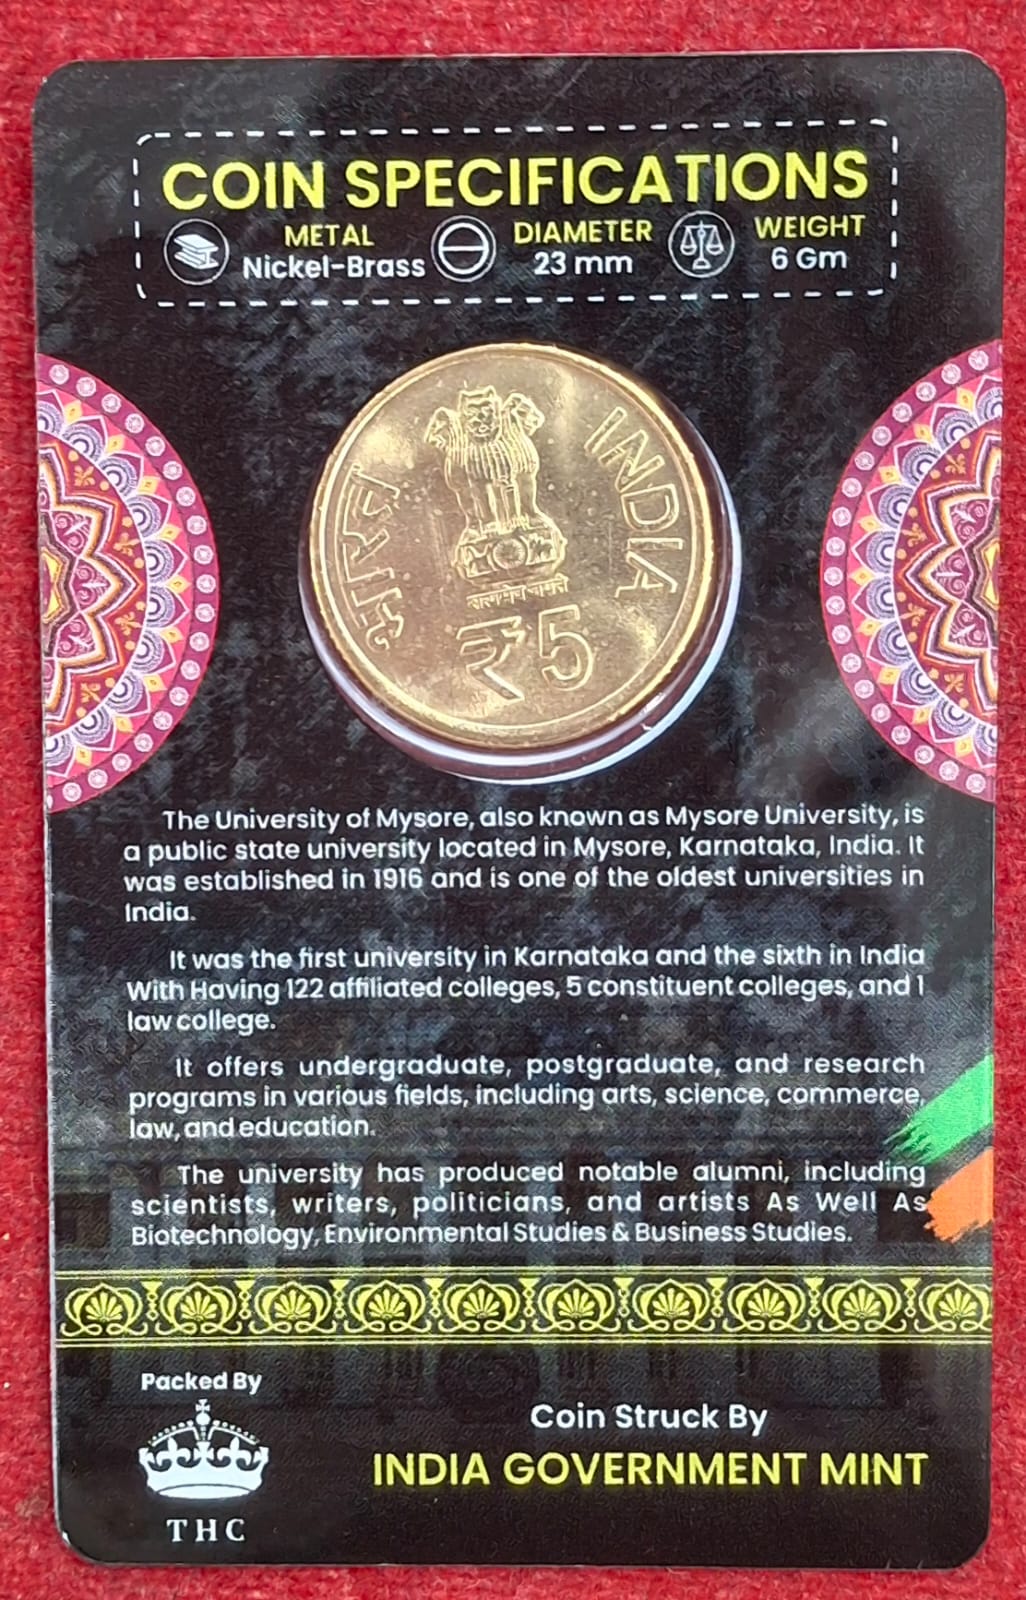 COIN SPECIFICATIONS
METAL
Nickel-Brass
DIAMETER
23 mm
WEIGHT
6 Gm
भारत
INDIA
सत्यमेव जयते
₹5
The University of Mysore, also known as Mysore University, is
a public state university located in Mysore, Karnataka, India. It
was established in 1916 and is one of the oldest universities in
India.
It was the first university in Karnataka and the sixth in India
With Having 122 affiliated colleges, 5 constituent colleges, and 1
law college.
It offers undergraduate, postgraduate, and research
programs in various fields, including arts, science, commerce,
law, and education.
The university has produced notable alumni, including
scientists, writers, politicians, and artists As Well As
Biotechnology, Environmental Studies & Business Studies.
Packed By
THC
Coin Struck By
INDIA GOVERNMENT MINT